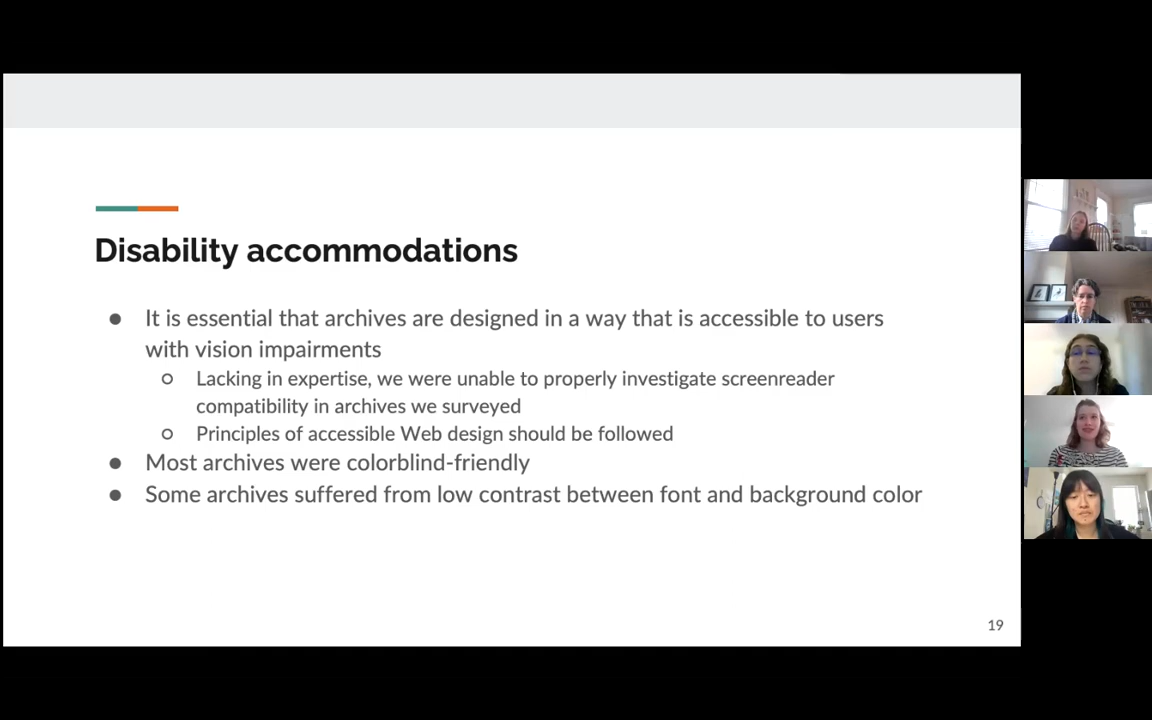 Disability accommodations
● It is essential that archives are designed in a way that is accessible to users
with vision impairments
○ Lacking in expertise, we were unable to properly investigate screenreader
compatibility in archives we surveyed
○ Principles of accessible Web design should be followed
● Most archives were colorblind-friendly
● Some archives suffered from low contrast between font and background color
19